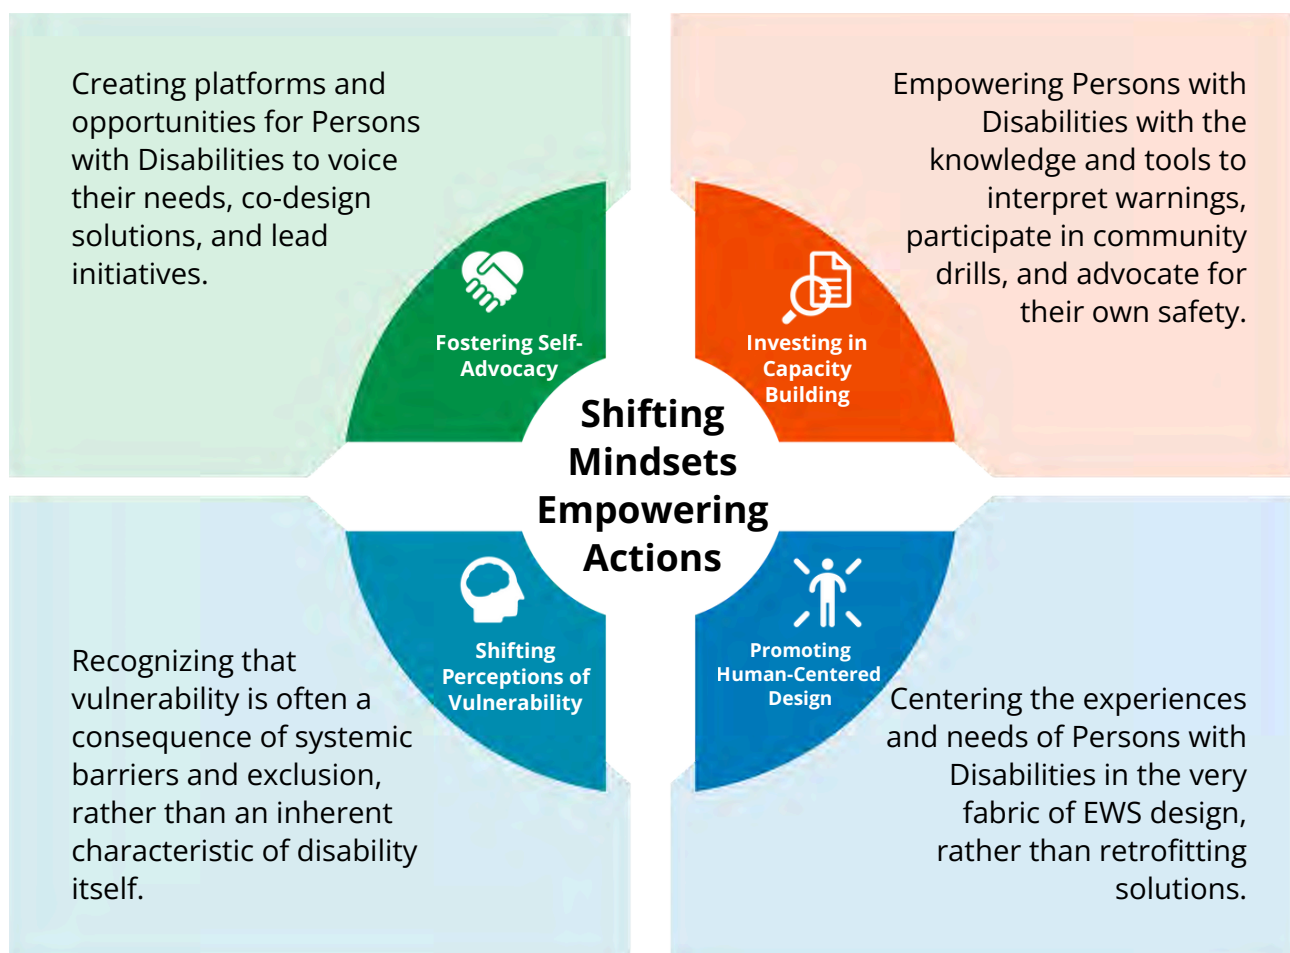 Creating platforms and
opportunities for Persons
with Disabilities to voice
their needs, co-design
solutions, and lead
initiatives.
Empowering Persons with
Disabilities with the
knowledge and tools to
interpret warnings,
participate in community
drills, and advocate for
their own safety.
Fostering Self-
Advocacy
Investing in
Capacity
Building
Shifting
Mindsets
Empowering
Actions
Shifting
Perceptions of
Vulnerability
Promoting
Human-Centered
Design
Recognizing that
vulnerability is often a
consequence of systemic
barriers and exclusion,
rather than an inherent
characteristic of disability
itself.
Centering the experiences
and needs of Persons with
Disabilities in the very
fabric of EWS design,
rather than retrofitting
solutions.